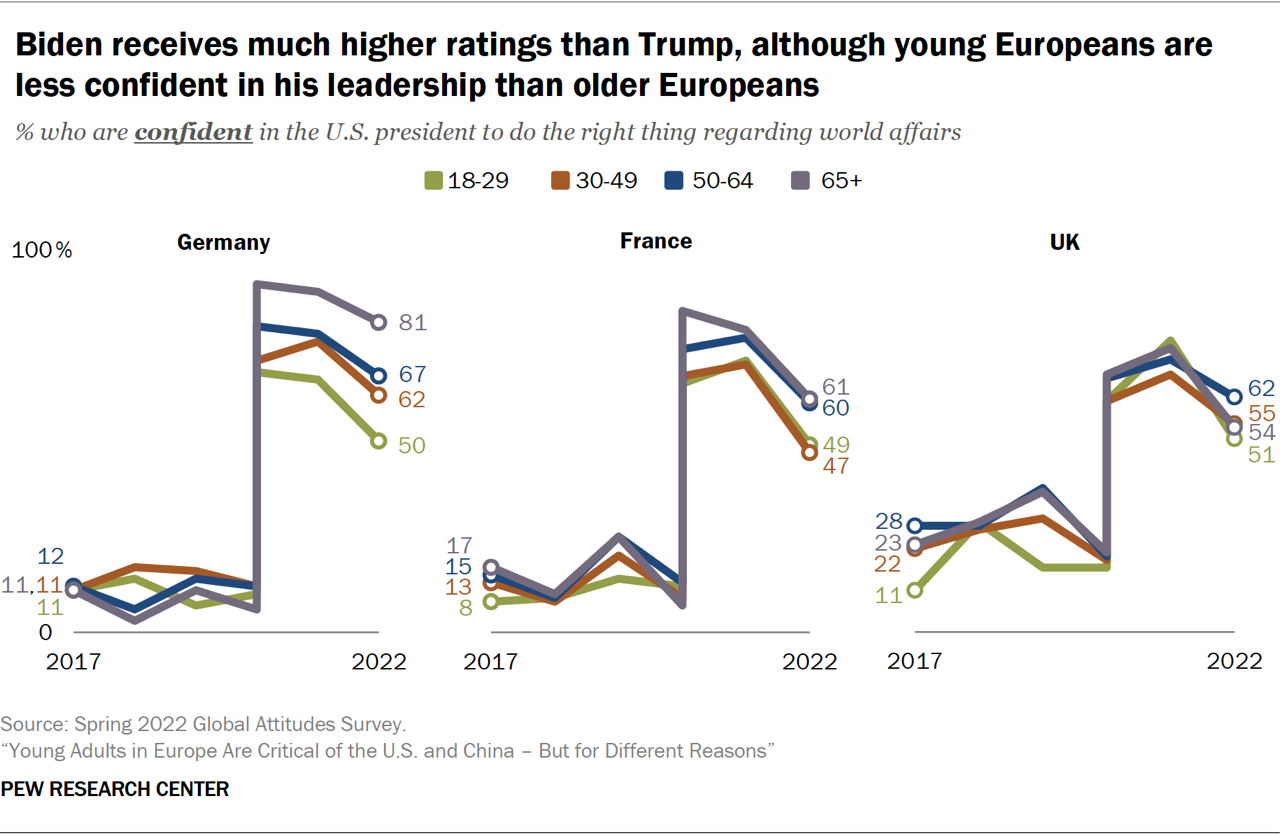 Biden receives much higher ratings than Trump, although young Europeans are
less confident in his leadership than older Europeans
% who are confident in the U.S. president to do the right thing regarding world affairs
18-29 30-49 50-64 65+
100%
Germany
81
67
62
50
12
11,11
11
0
2017 2022
France
61
60
49
47
17
15
13
8
2017 2022
UK
62
55
54
51
28
23
22
11
2017 2022
Source: Spring 2022 Global Attitudes Survey.
“Young Adults in Europe Are Critical of the U.S. and China – But for Different Reasons”
PEW RESEARCH CENTER